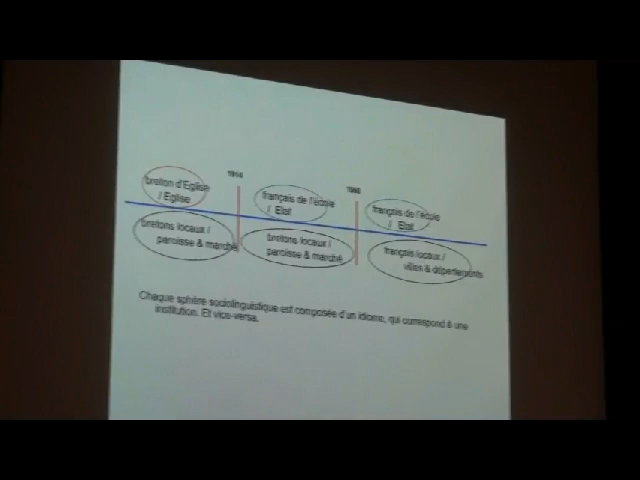 1914
breton d'Eglise
/ Eglise
français de l'école
/ Etat
français de l'école
/ Etat
bretons locaux /
paroisse & marché
bretons locaux /
paroisse & marché
français locaux /
villes & départements
Chaque sphère sociolinguistique est composée d'un idiome, qui correspond à une
institution. Et vice-versa.